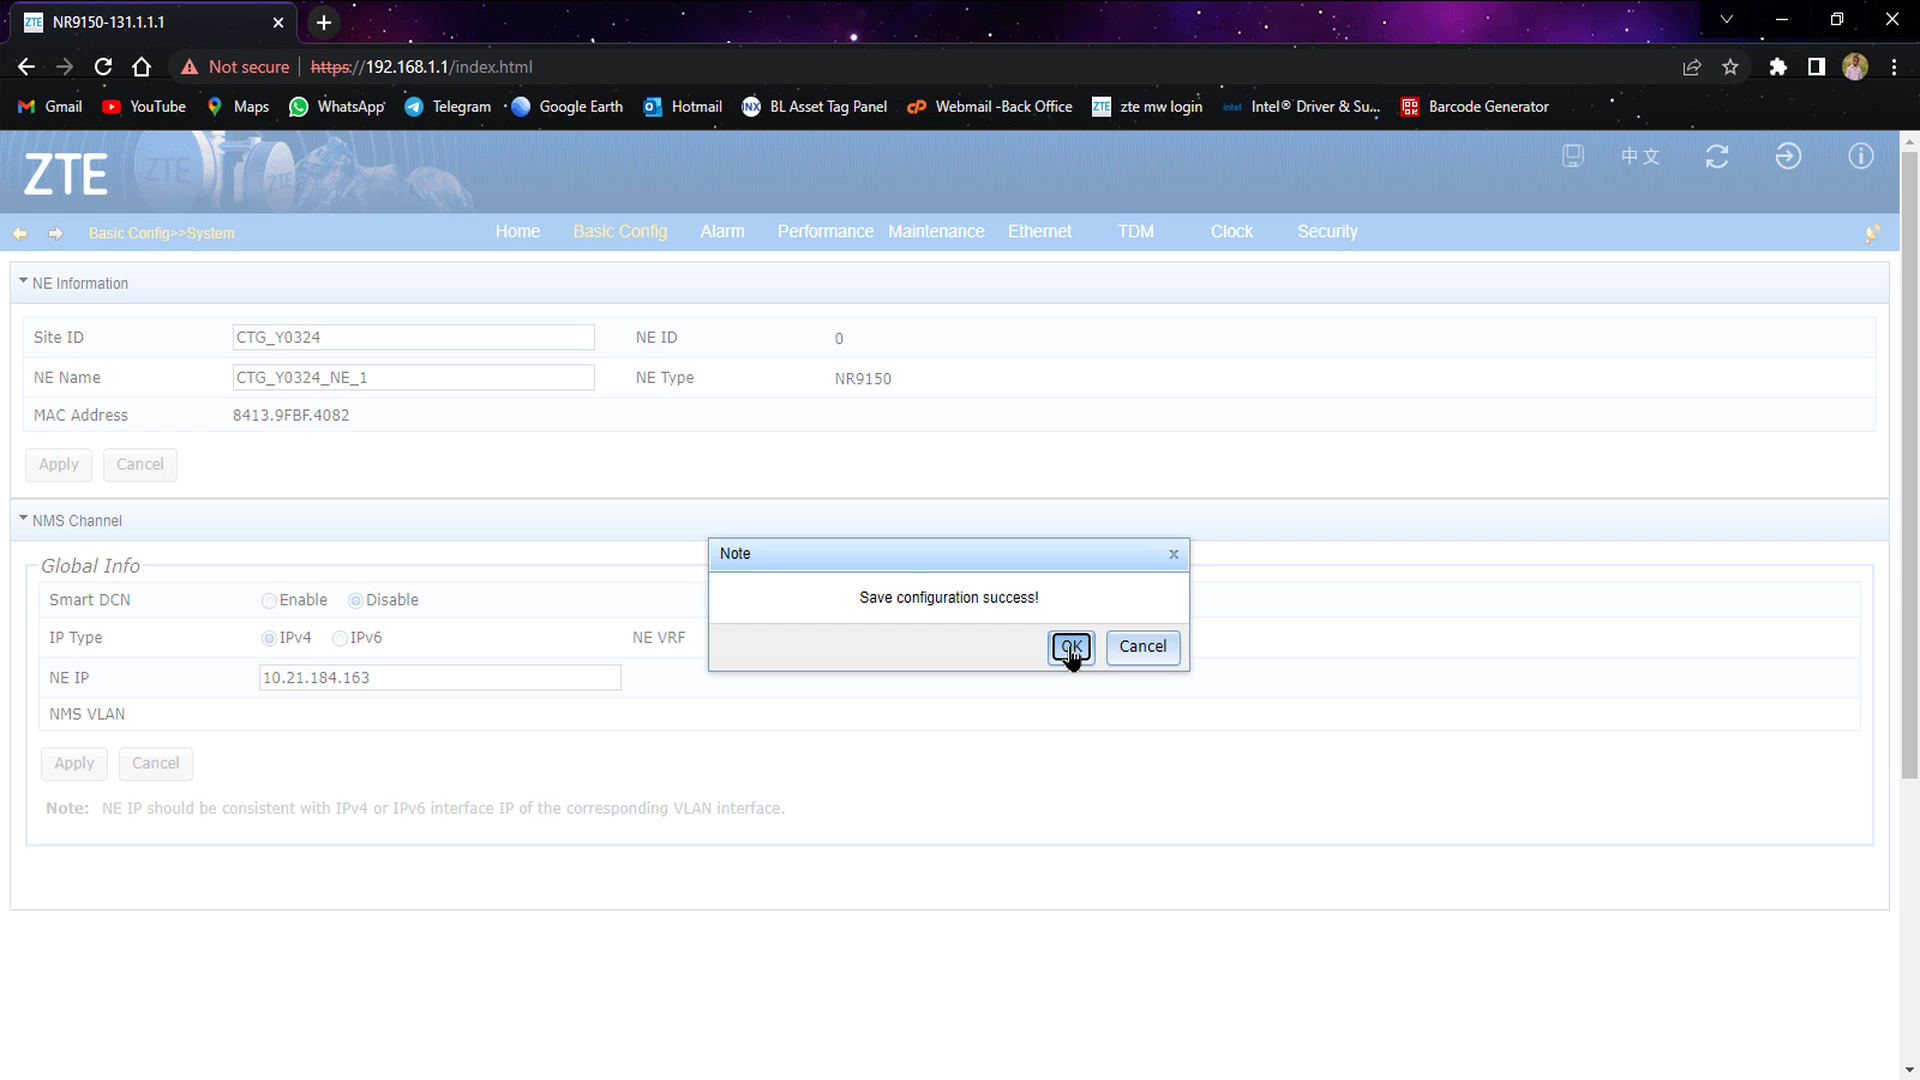 ZTE NR9150-131.1.1.1
Not secure https://192.168.1.1/index.html
Gmail YouTube Maps WhatsApp Telegram Google Earth Hotmail INX BL Asset Tag Panel cP Webmail -Back Office ZTE zte mw login intel Intel® Driver & Su... Barcode Generator
ZTE 中文
Basic Config>>System Home Basic Config Alarm Performance Maintenance Ethernet TDM Clock Security
NE Information
Site ID CTG_Y0324 NE ID 0
NE Name CTG_Y0324_NE_1 NE Type NR9150
MAC Address 8413.9FBF.4082
Apply Cancel
NMS Channel
Global Info
Smart DCN Enable Disable
IP Type IPv4 IPv6 NE VRF
NE IP 10.21.184.163
NMS VLAN
Apply Cancel
Note: NE IP should be consistent with IPv4 or IPv6 interface IP of the corresponding VLAN interface.
Note x
Save configuration success!
OK Cancel